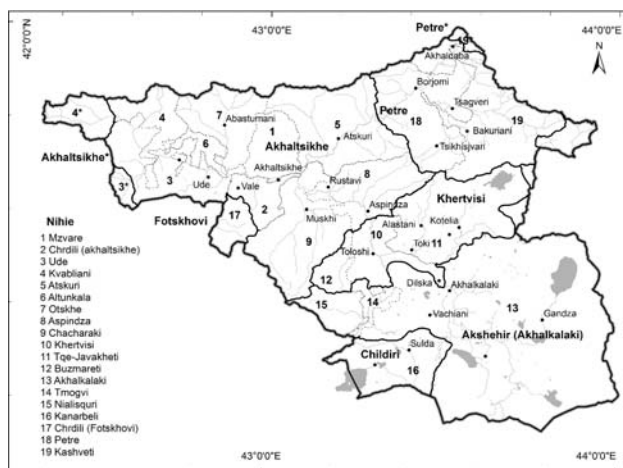 43°0'0"E
44°0'0"E
42°0'0"N
42°0'0"N
N
Petre*
19*
Akhaldaba
Borjomi
Petre
Tsagveri
18
19
Bakuriani
Tsikhisjvari
4*
4
7
Abastumani
1
5
Atskuri
6
Akhaltsikhe
Akhaltsikhe*
3*
3
Ude
Vale
Akhaltsikhe
Rustavi
8
Khertvisi
Fotskhovi
17
2
Muskhi
Aspindza
Alastani
Kotelia
10
Toki
11
9
Toloshi
12
Dilska
Akhalkalaki
15
14
13
Vachiani
Gandza
Akshehir (Akhalkalaki)
Childiri
Sulda
16
Nihie
1 Mzvare
2 Chrdili (akhaltsikhe)
3 Ude
4 Kvabliani
5 Atskuri
6 Altunkala
7 Otskhe
8 Aspindza
9 Chacharaki
10 Khertvisi
11 Tqe-Javakheti
12 Buzmareti
13 Akhalkalaki
14 Tmogvi
15 Nialisquri
16 Kanarbeli
17 Chrdili (Fotskhovi)
18 Petre
19 Kashveti
43°0'0"E
44°0'0"E